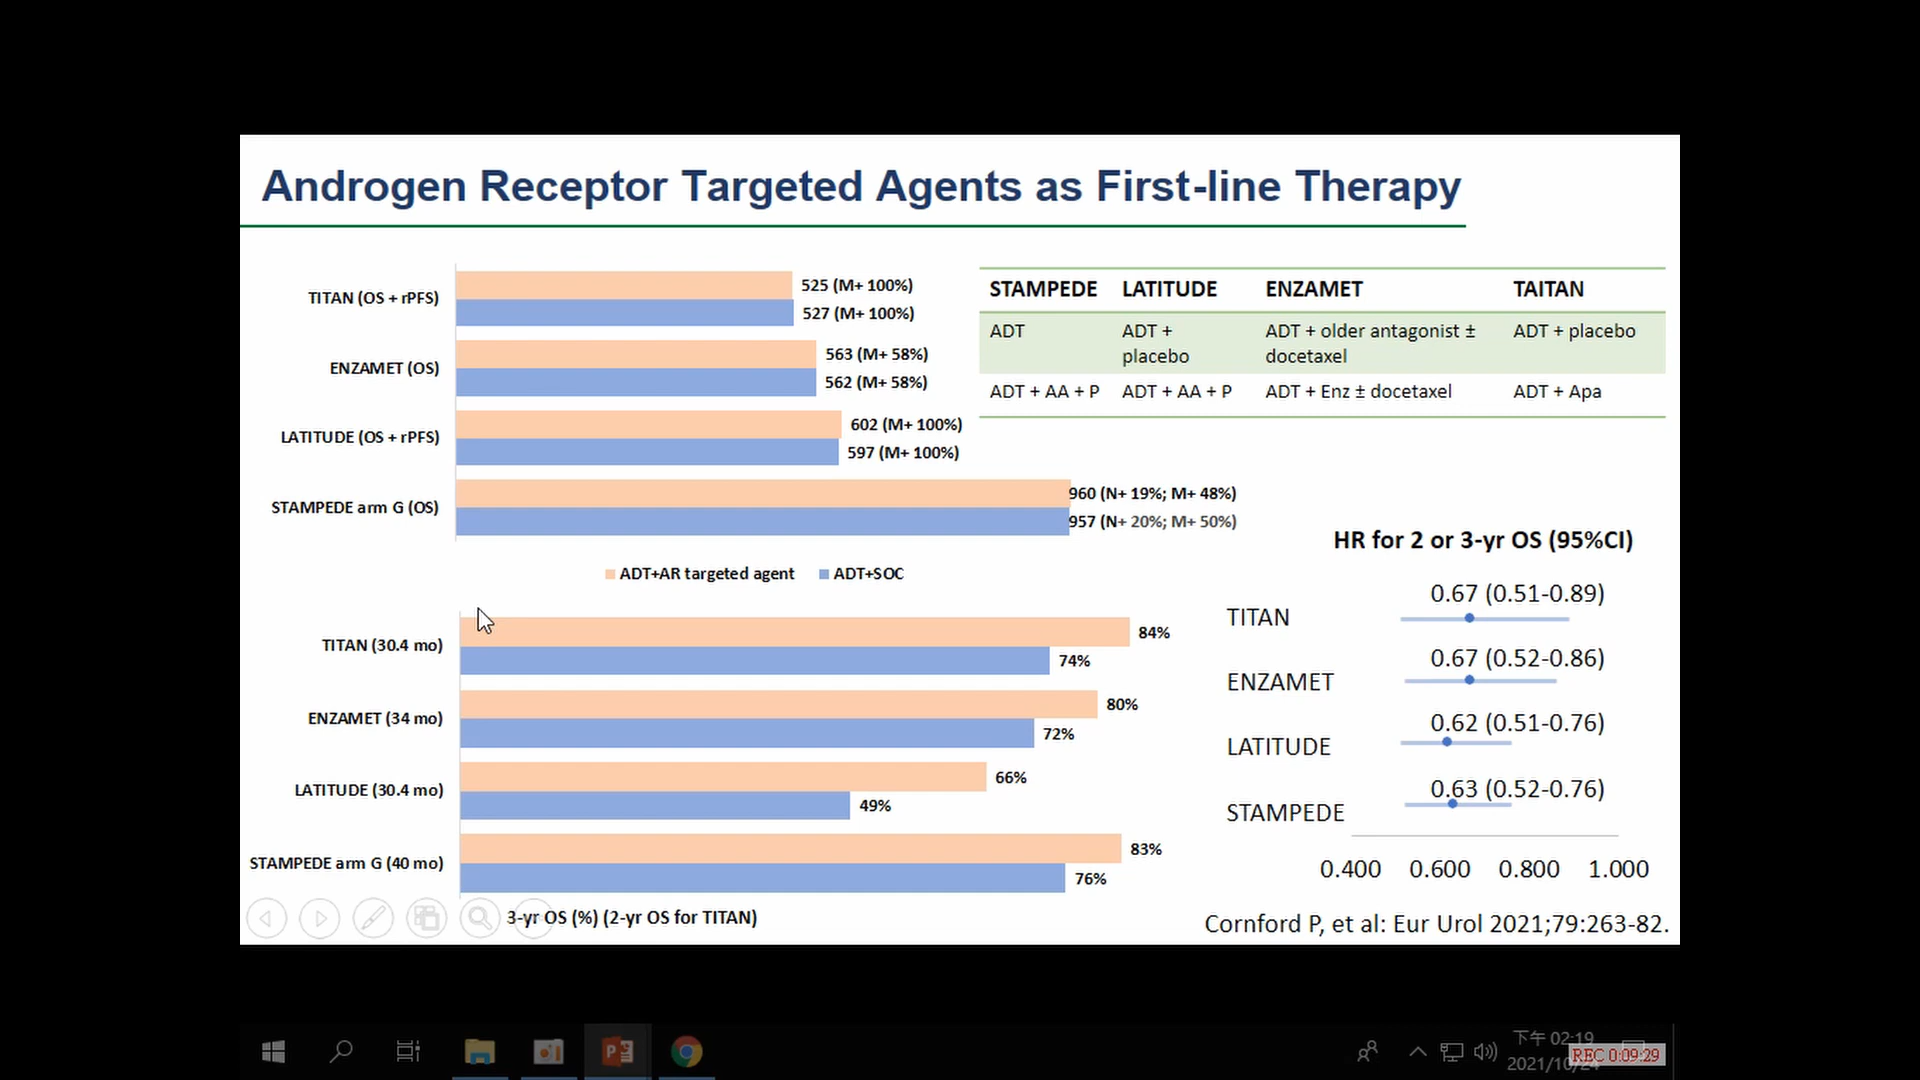 Androgen Receptor Targeted Agents as First-line Therapy
TITAN (OS + rPFS)
525 (M+ 100%)
527 (M+ 100%)
ENZAMET (OS)
563 (M+ 58%)
562 (M+ 58%)
LATITUDE (OS + rPFS)
602 (M+ 100%)
597 (M+ 100%)
STAMPEDE arm G (OS)
960 (N+ 19%; M+ 48%)
957 (N+ 20%; M+ 50%)
ADT+AR targeted agent ADT+SOC
STAMPEDE LATITUDE ENZAMET TAITAN
ADT ADT + placebo ADT + older antagonist ± docetaxel ADT + placebo
ADT + AA + P ADT + AA + P ADT + Enz ± docetaxel ADT + Apa
TITAN (30.4 mo)
84%
74%
ENZAMET (34 mo)
80%
72%
LATITUDE (30.4 mo)
66%
49%
STAMPEDE arm G (40 mo)
83%
76%
3-yr OS (%) (2-yr OS for TITAN)
HR for 2 or 3-yr OS (95%CI)
TITAN 0.67 (0.51-0.89)
ENZAMET 0.67 (0.52-0.86)
LATITUDE 0.62 (0.51-0.76)
STAMPEDE 0.63 (0.52-0.76)
0.400 0.600 0.800 1.000
Cornford P, et al: Eur Urol 2021;79:263-82.
下午 02:19
2021/10/24
REC 0:09:29